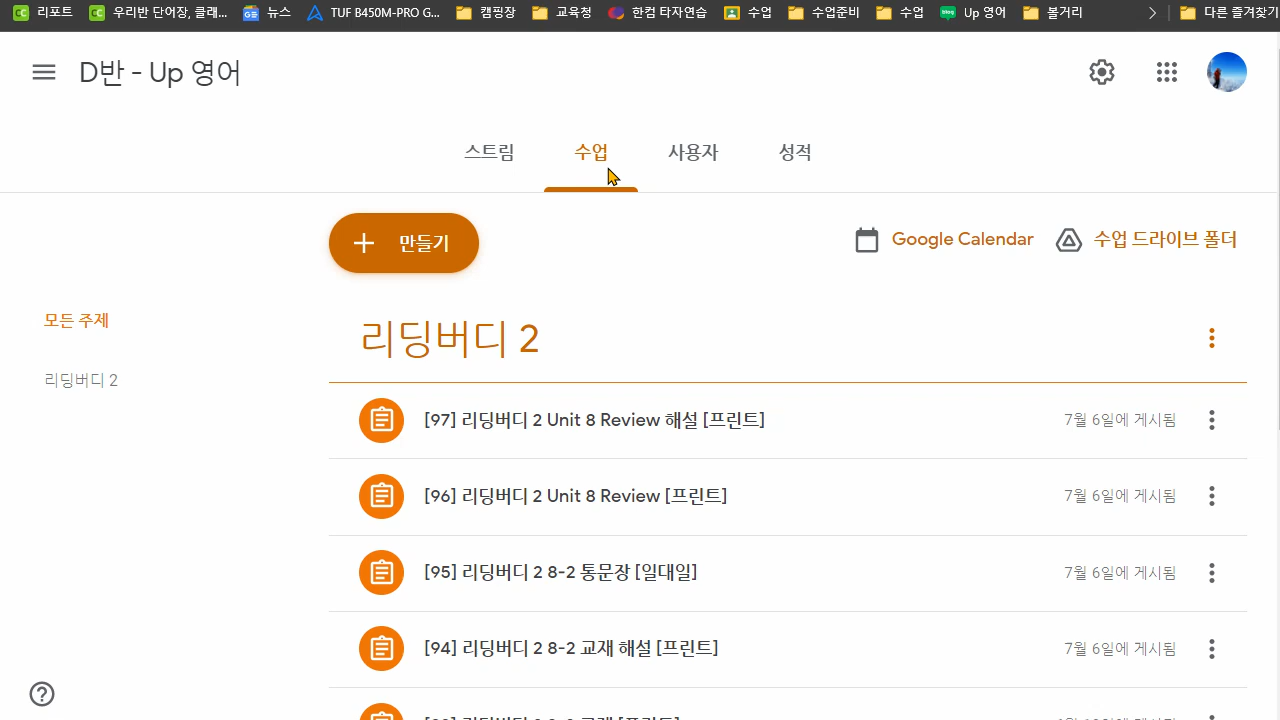 리포트 우리반 단어장, 클래... 뉴스 TUF B450M-PRO G... 캠핑장 교육청 한컴 타자연습 수업 수업준비 수업 Up 영어 볼거리 다른 즐겨찾기
D반 - Up 영어
스트림 수업 사용자 성적
만들기
Google Calendar 수업 드라이브 폴더
모든 주제
리딩버디 2
리딩버디 2
[97] 리딩버디 2 Unit 8 Review 해설 [프린트] 7월 6일에 게시됨
[96] 리딩버디 2 Unit 8 Review [프린트] 7월 6일에 게시됨
[95] 리딩버디 2 8-2 통문장 [일대일] 7월 6일에 게시됨
[94] 리딩버디 2 8-2 교재 해설 [프린트] 7월 6일에 게시됨